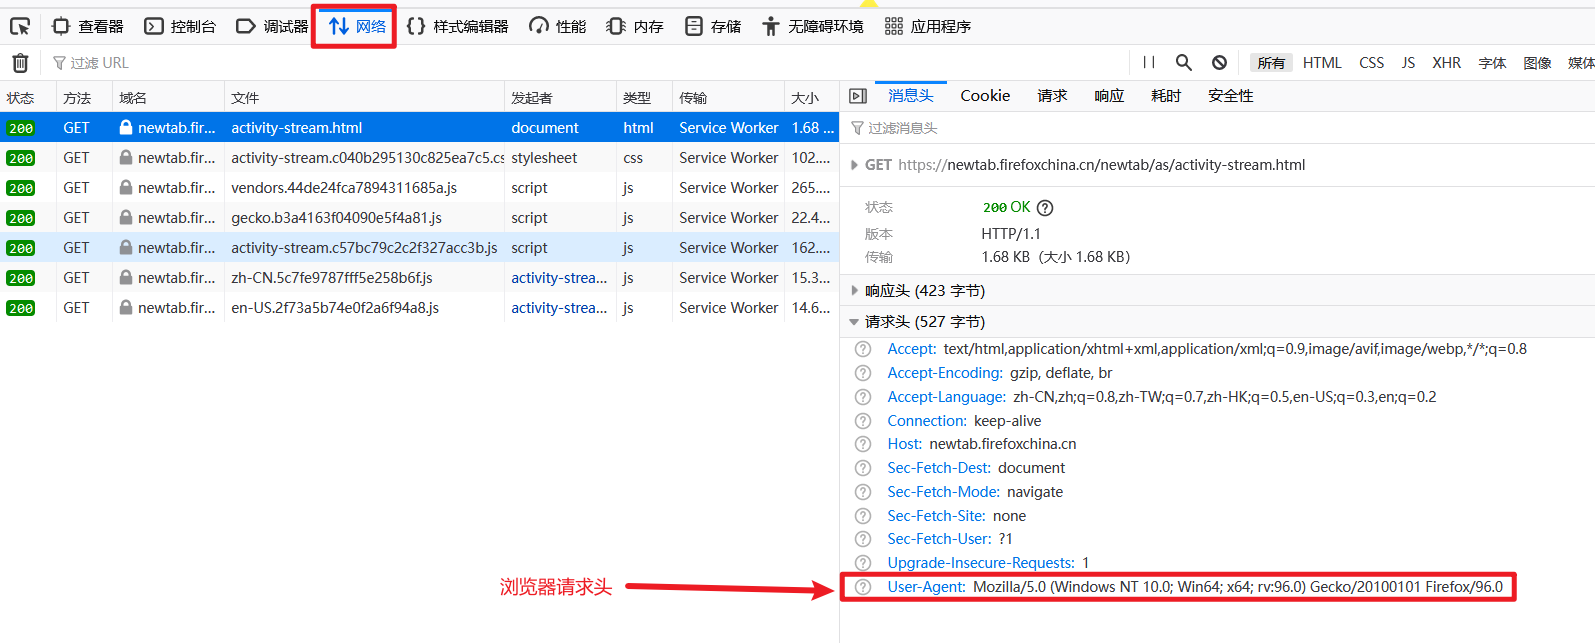 查看器 控制台 调试器 网络 样式编辑器 性能 内存 存储 无障碍环境 应用程序
过滤 URL 所有 HTML CSS JS XHR 字体 图像 媒体
状态 方法 域名 文件 发起者 类型 传输 大小
200 GET newtab.fir... activity-stream.html document html Service Worker 1.68 ...
200 GET newtab.fir... activity-stream.c040b295130c825ea7c5.cs stylesheet css Service Worker 102....
200 GET newtab.fir... vendors.44de24fca7894311685a.js script js Service Worker 265....
200 GET newtab.fir... gecko.b3a4163f04090e5f4a81.js script js Service Worker 22.4...
200 GET newtab.fir... activity-stream.c57bc79c2c2f327acc3b.js script js Service Worker 162....
200 GET newtab.fir... zh-CN.5c7fe9787fff5e258b6f.js activity-strea... js Service Worker 15.3...
200 GET newtab.fir... en-US.2f73a5b74e0f2a6f94a8.js activity-strea... js Service Worker 14.6...
消息头 Cookie 请求 响应 耗时 安全性
过滤消息头
GET https://newtab.firefoxchina.cn/newtab/as/activity-stream.html
状态 200 OK
版本 HTTP/1.1
传输 1.68 KB（大小 1.68 KB）
响应头 (423 字节)
请求头 (527 字节)
Accept: text/html,application/xhtml+xml,application/xml;q=0.9,image/avif,image/webp,*/*;q=0.8
Accept-Encoding: gzip, deflate, br
Accept-Language: zh-CN,zh;q=0.8,zh-TW;q=0.7,zh-HK;q=0.5,en-US;q=0.3,en;q=0.2
Connection: keep-alive
Host: newtab.firefoxchina.cn
Sec-Fetch-Dest: document
Sec-Fetch-Mode: navigate
Sec-Fetch-Site: none
Sec-Fetch-User: ?1
Upgrade-Insecure-Requests: 1
浏览器请求头
User-Agent: Mozilla/5.0 (Windows NT 10.0; Win64; x64; rv:96.0) Gecko/20100101 Firefox/96.0